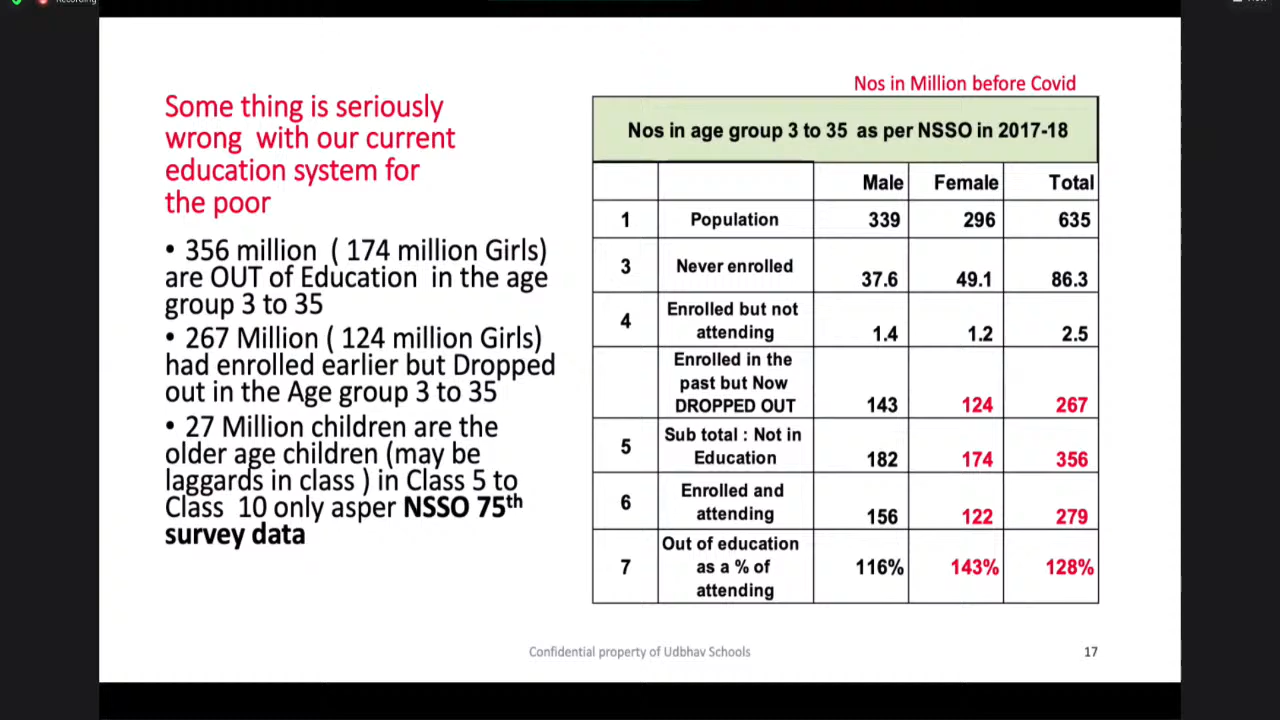 Recording
View
Some thing is seriously
wrong with our current
education system for
the poor
• 356 million ( 174 million Girls)
are OUT of Education in the age
group 3 to 35
• 267 Million ( 124 million Girls)
had enrolled earlier but Dropped
out in the Age group 3 to 35
• 27 Million children are the
older age children (may be
laggards in class ) in Class 5 to
Class 10 only asper NSSO 75th
survey data
Nos in Million before Covid
Nos in age group 3 to 35 as per NSSO in 2017-18
Male Female Total
1 Population 339 296 635
3 Never enrolled 37.6 49.1 86.3
4 Enrolled but not
attending 1.4 1.2 2.5
Enrolled in the
past but Now
DROPPED OUT 143 124 267
5 Sub total : Not in
Education 182 174 356
6 Enrolled and
attending 156 122 279
7 Out of education
as a % of
attending 116% 143% 128%
Confidential property of Udbhav Schools
17